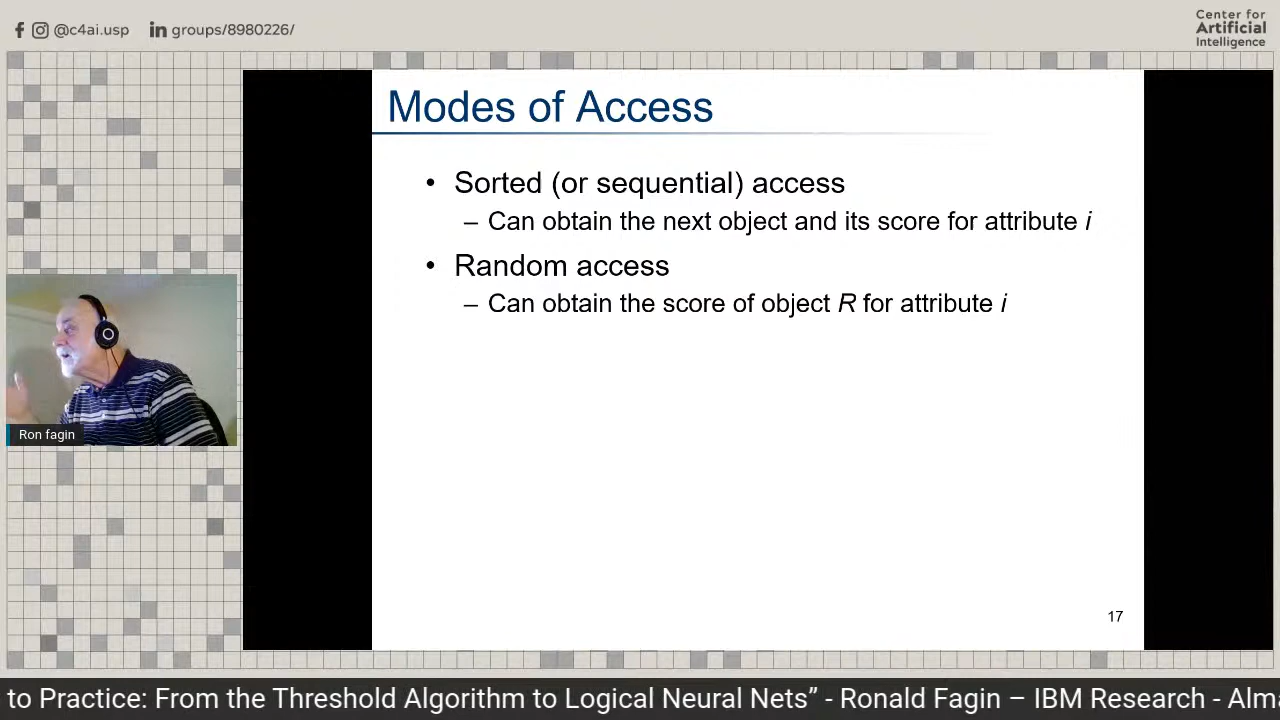 @c4ai.usp
groups/8980226/
Center for
Artificial
Intelligence
Modes of Access
• Sorted (or sequential) access
– Can obtain the next object and its score for attribute i
• Random access
– Can obtain the score of object R for attribute i
17
Ron fagin
to Practice: From the Threshold Algorithm to Logical Neural Nets” - Ronald Fagin – IBM Research - Alma